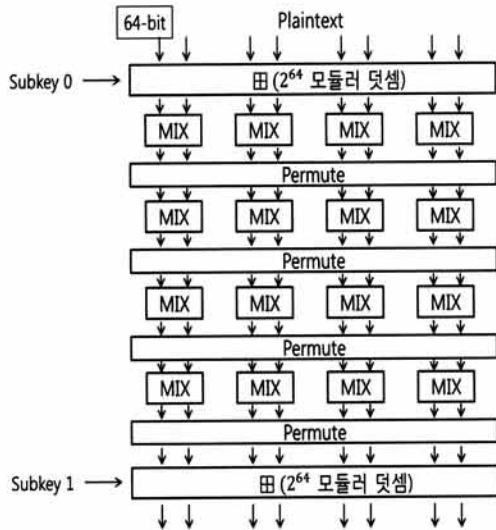 64-bit Plaintext
Subkey 0 田 (2⁶⁴ 모듈러 덧셈)
MIX MIX MIX MIX
Permute
MIX MIX MIX MIX
Permute
MIX MIX MIX MIX
Permute
MIX MIX MIX MIX
Permute
Subkey 1 田 (2⁶⁴ 모듈러 덧셈)